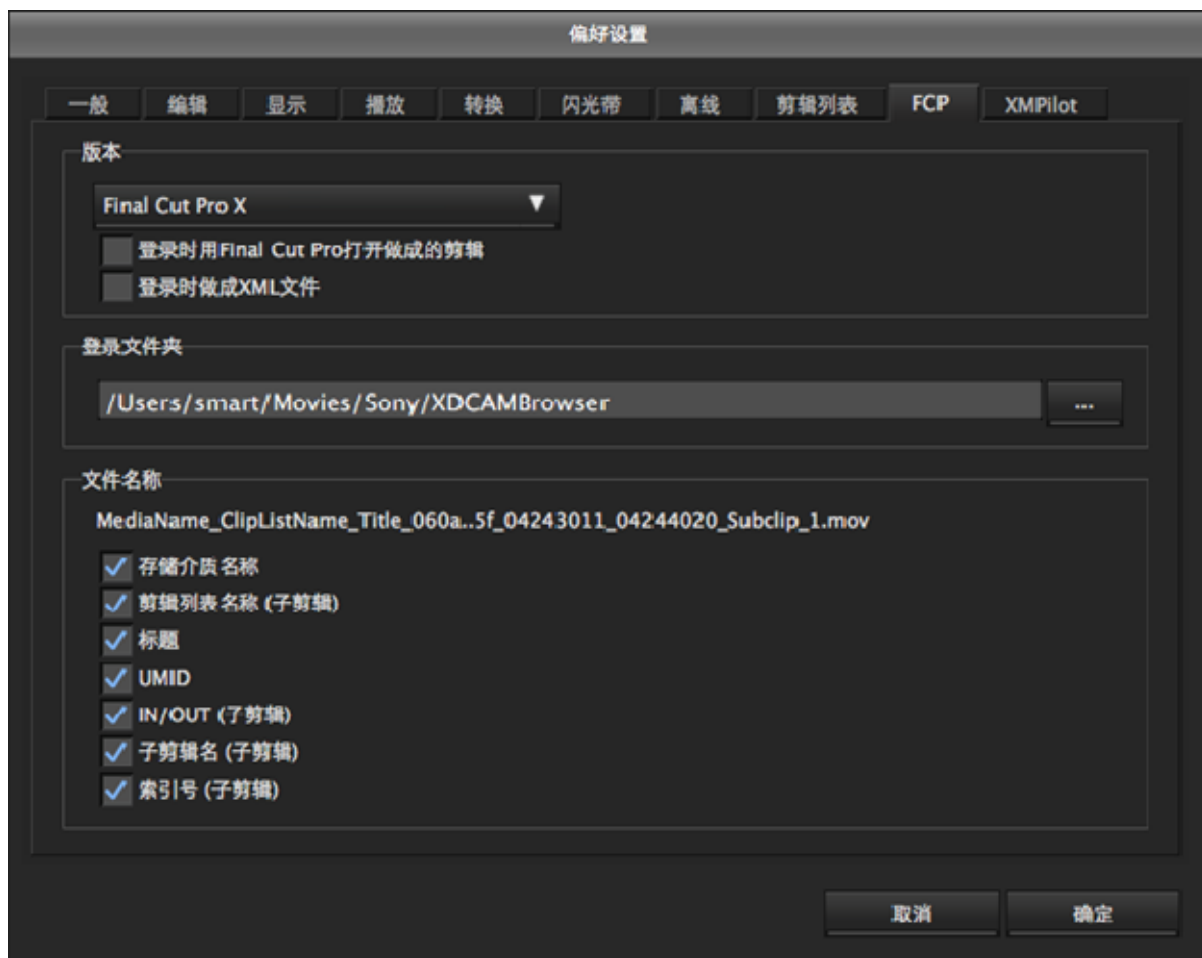 偏好设置
一般 编辑 显示 播放 转换 闪光带 离线 剪辑列表 FCP XMPilot
版本
Final Cut Pro X
登录时用Final Cut Pro打开做成的剪辑
登录时做成XML文件
登录文件夹
/Users/smart/Movies/Sony/XDCAMBrowser ...
文件名称
MediaName_ClipListName_Title_060a..5f_04243011_04244020_Subclip_1.mov
存储介质名称
剪辑列表名称 (子剪辑)
标题
UMID
IN/OUT (子剪辑)
子剪辑名 (子剪辑)
索引号 (子剪辑)
取消 确定